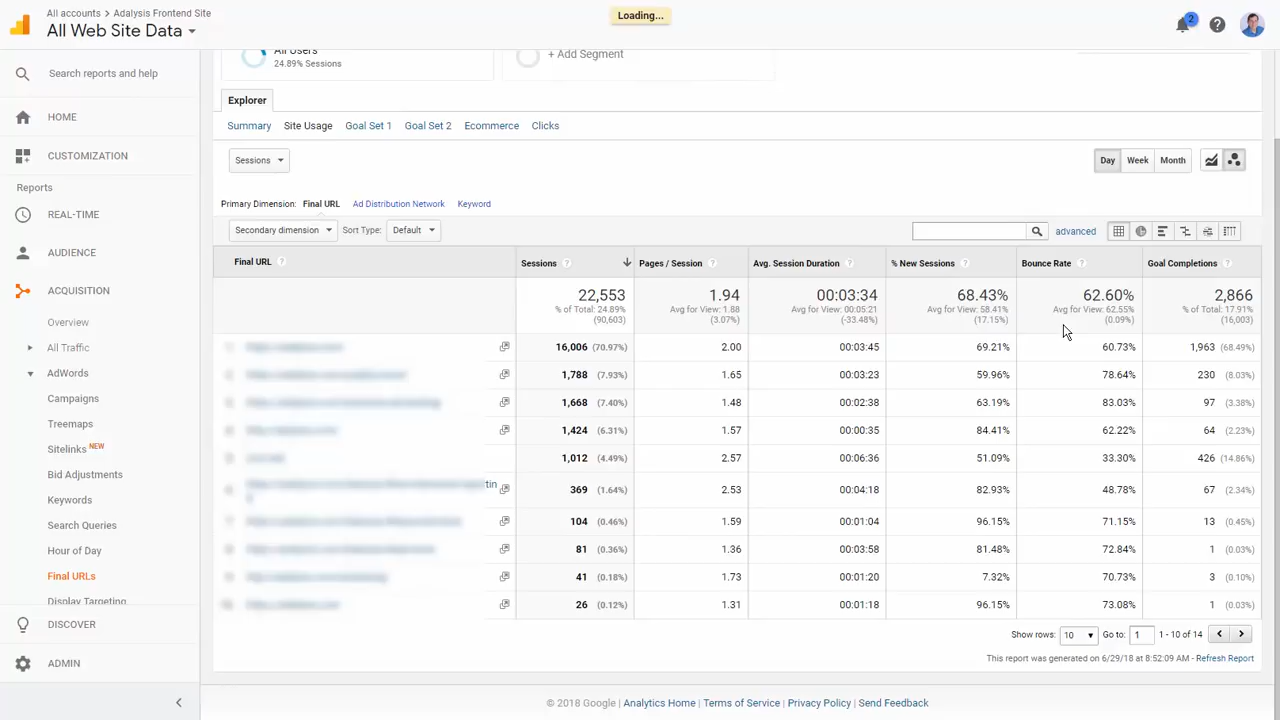 All accounts > Adalysis Frontend Site
All Web Site Data
Loading...
2
Search reports and help
HOME
CUSTOMIZATION
Reports
REAL-TIME
AUDIENCE
ACQUISITION
Overview
All Traffic
AdWords
Campaigns
Treemaps
Sitelinks NEW
Bid Adjustments
Keywords
Search Queries
Hour of Day
Final URLs
Display Targeting
DISCOVER
ADMIN
All Users
24.89% Sessions
+ Add Segment
Explorer
Summary Site Usage Goal Set 1 Goal Set 2 Ecommerce Clicks
Sessions
Day Week Month
Primary Dimension: Final URL Ad Distribution Network Keyword
Secondary dimension Sort Type: Default advanced
Final URL ? Sessions ? Pages / Session ? Avg. Session Duration ? % New Sessions ? Bounce Rate ? Goal Completions ?
22,553 1.94 00:03:34 68.43% 62.60% 2,866
% of Total: 24.89% Avg for View: 1.88 Avg for View: 00:05:21 Avg for View: 58.41% Avg for View: 62.55% % of Total: 17.91%
(90,603) (3.07%) (-33.48%) (17.15%) (0.09%) (16,003)
16,006 (70.97%) 2.00 00:03:45 69.21% 60.73% 1,963 (68.49%)
1,788 (7.93%) 1.65 00:03:23 59.96% 78.64% 230 (8.03%)
1,668 (7.40%) 1.48 00:02:38 63.19% 83.03% 97 (3.38%)
1,424 (6.31%) 1.57 00:00:35 84.41% 62.22% 64 (2.23%)
1,012 (4.49%) 2.57 00:06:36 51.09% 33.30% 426 (14.86%)
369 (1.64%) 2.53 00:04:18 82.93% 48.78% 67 (2.34%)
104 (0.46%) 1.59 00:01:04 96.15% 71.15% 13 (0.45%)
81 (0.36%) 1.36 00:03:58 81.48% 72.84% 1 (0.03%)
41 (0.18%) 1.73 00:01:20 7.32% 70.73% 3 (0.10%)
26 (0.12%) 1.31 00:01:18 96.15% 73.08% 1 (0.03%)
Show rows: 10 Go to: 1 1 - 10 of 14
This report was generated on 6/29/18 at 8:52:09 AM - Refresh Report
© 2018 Google | Analytics Home | Terms of Service | Privacy Policy | Send Feedback